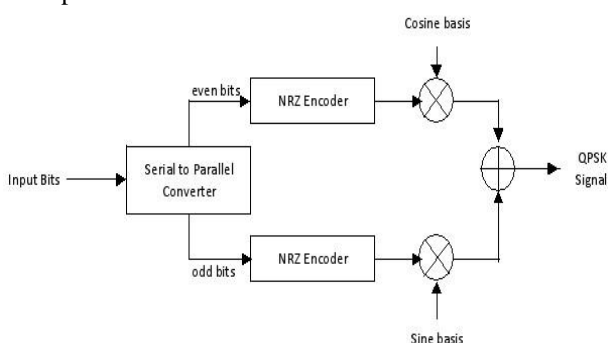 Cosine basis
even bits
NRZ Encoder
Serial to Parallel
Converter
Input Bits
QPSK
Signal
NRZ Encoder
odd bits
Sine basis